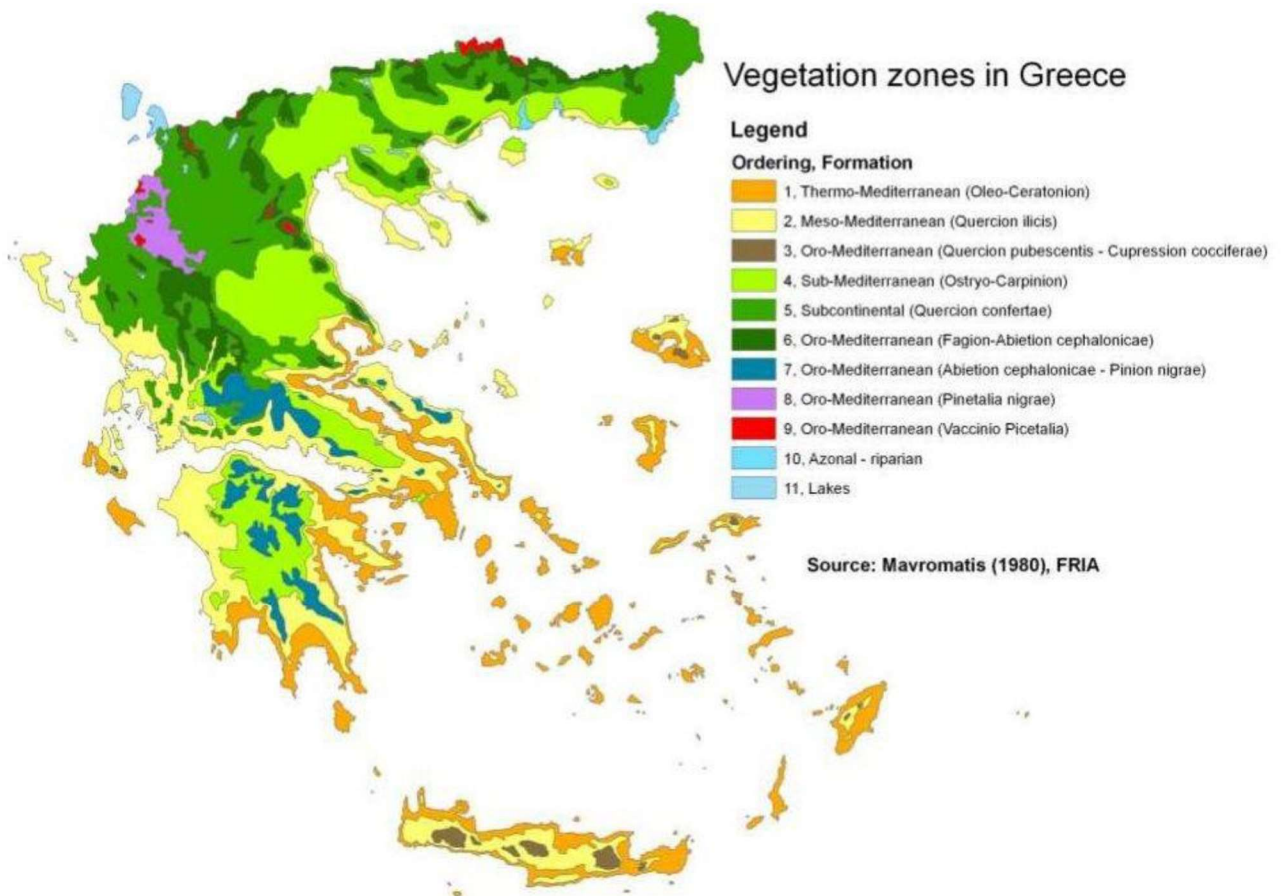 Vegetation zones in Greece
Legend
Ordering, Formation
1, Thermo-Mediterranean (Oleo-Ceratonion)
2, Meso-Mediterranean (Quercion ilicis)
3, Oro-Mediterranean (Quercion pubescentis - Cupression cocciferae)
4, Sub-Mediterranean (Ostryo-Carpinion)
5, Subcontinental (Quercion confertae)
6, Oro-Mediterranean (Fagion-Abietion cephalonicae)
7, Oro-Mediterranean (Abietion cephalonicae - Pinion nigrae)
8, Oro-Mediterranean (Pinetalia nigrae)
9, Oro-Mediterranean (Vaccinio Picetalia)
10, Azonal - riparian
11, Lakes
Source: Mavromatis (1980), FRIA